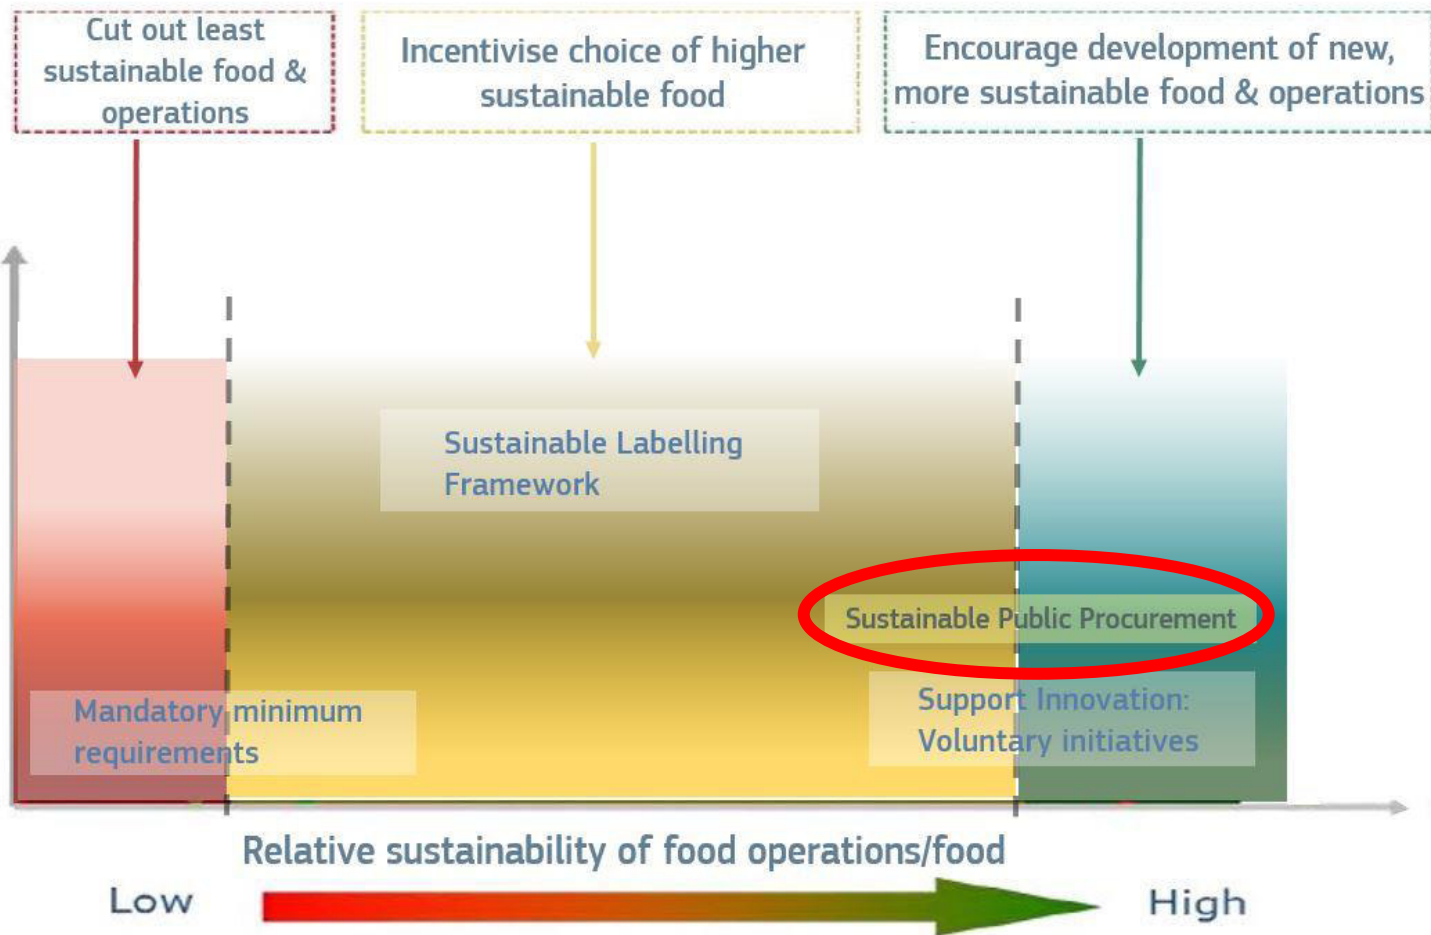 Cut out least
sustainable food &
operations
Incentivise choice of higher
sustainable food
Encourage development of new,
more sustainable food & operations
Sustainable Labelling
Framework
Sustainable Public Procurement
Mandatory minimum
requirements
Support Innovation:
Voluntary initiatives
Relative sustainability of food operations/food
Low
High